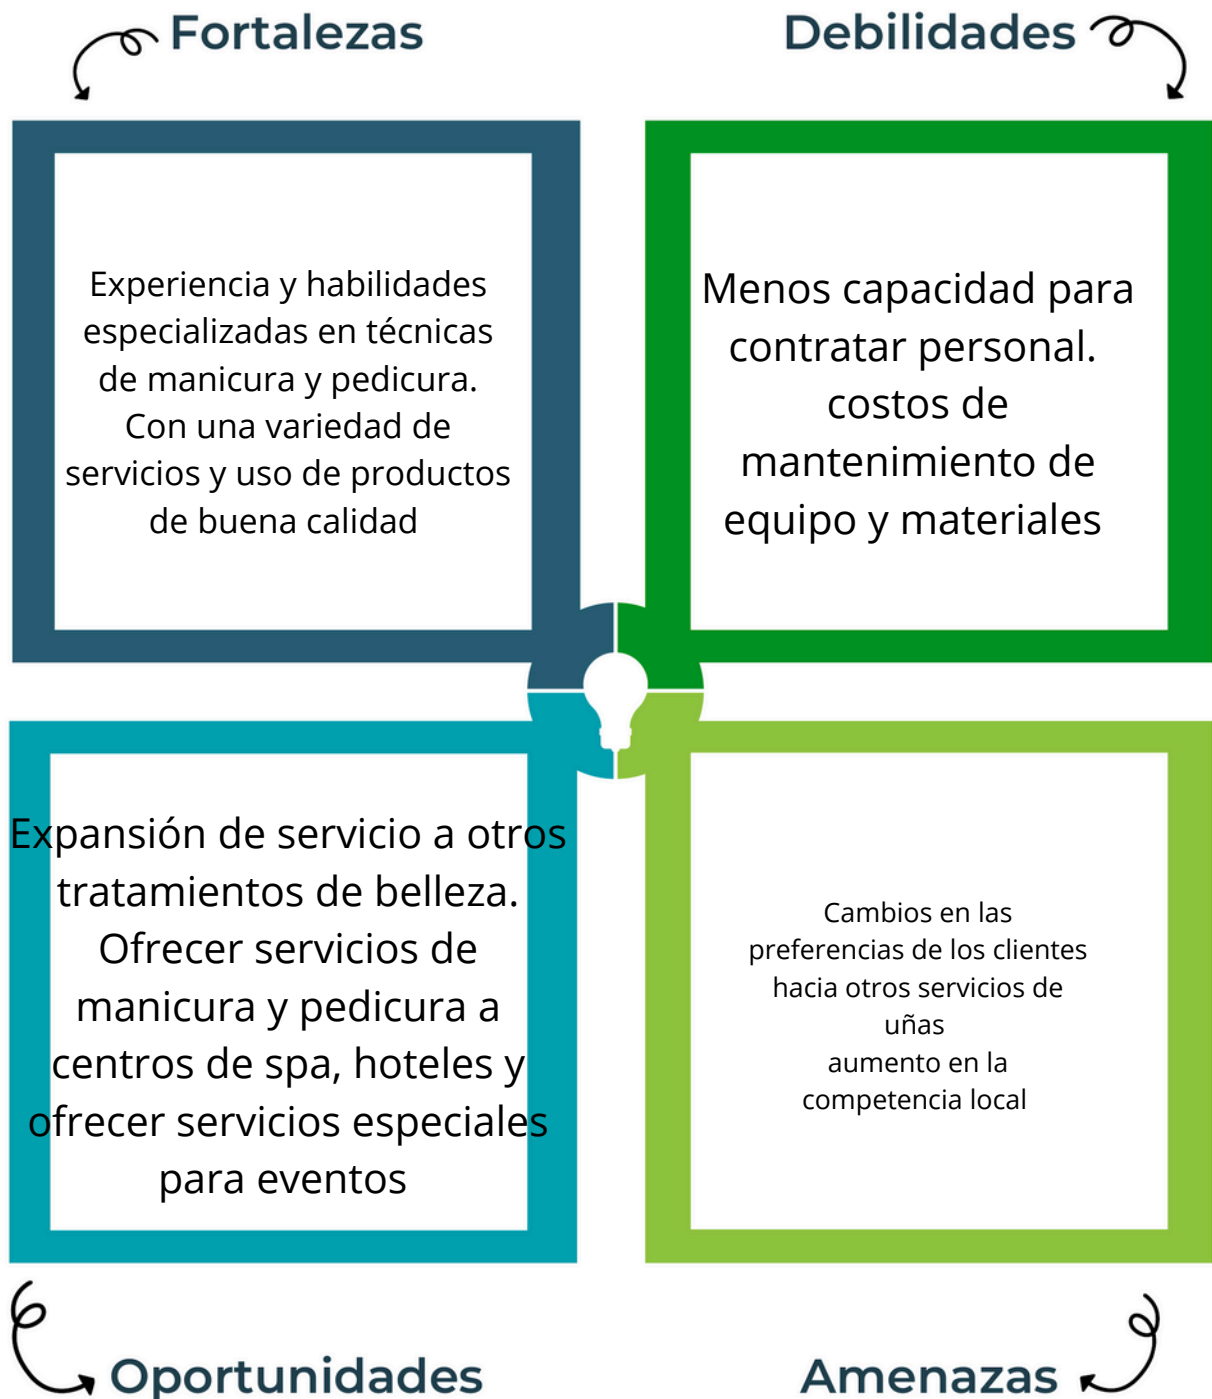 Fortalezas
Experiencia y habilidades
especializadas en técnicas
de manicura y pedicura.
Con una variedad de
servicios y uso de productos
de buena calidad
Debilidades
Menos capacidad para
contratar personal.
costos de
mantenimiento de
equipo y materiales
Expansión de servicio a otros
tratamientos de belleza.
Ofrecer servicios de
manicura y pedicura a
centros de spa, hoteles y
ofrecer servicios especiales
para eventos
Oportunidades
Cambios en las
preferencias de los clientes
hacia otros servicios de
uñas
aumento en la
competencia local
Amenazas